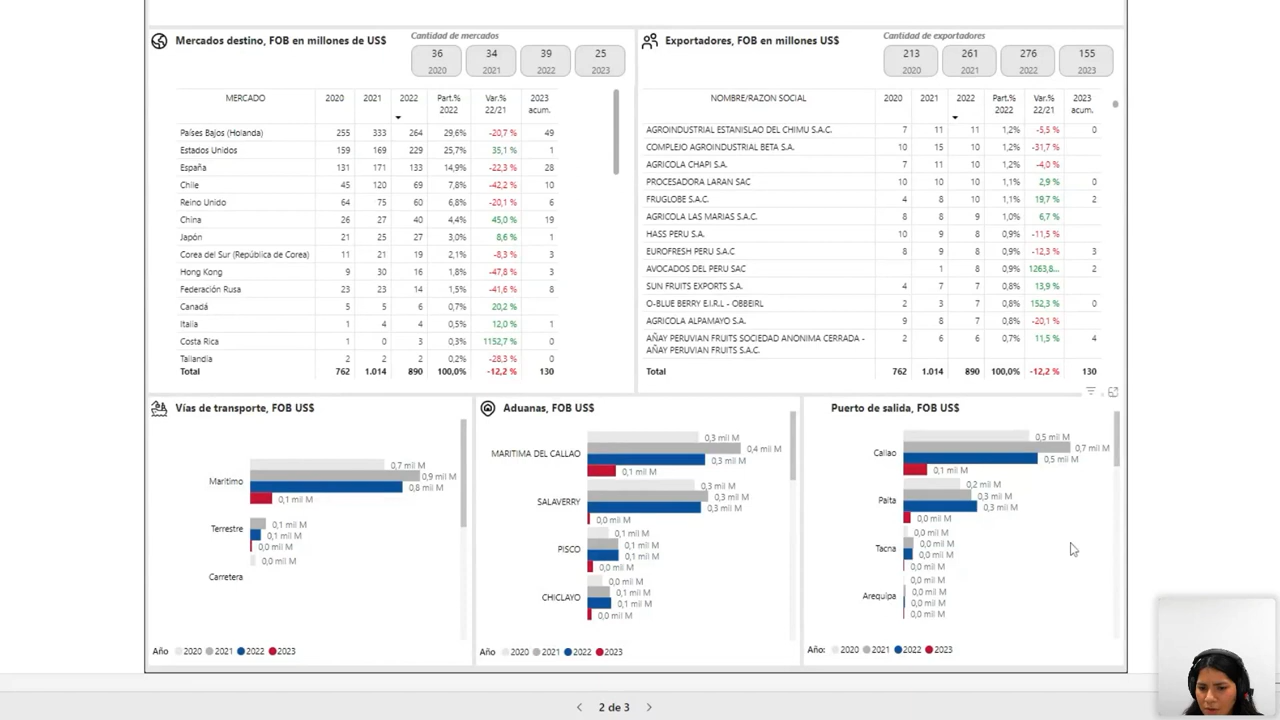 Mercados destino, FOB en millones de US$
Cantidad de mercados
36 34 39 25
2020 2021 2022 2023
MERCADO 2020 2021 2022 Part.% 2022 Var.% 22/21 2023 acum.
Países Bajos (Holanda) 255 333 264 29,6% -20,7 % 49
Estados Unidos 159 169 229 25,7% 35,1 % 1
España 131 171 133 14,9% -22,3 % 28
Chile 45 120 69 7,8% -42,2 % 10
Reino Unido 64 75 60 6,8% -20,1 % 6
China 26 27 40 4,4% 45,0 % 19
Japón 21 25 27 3,0% 8,6 % 1
Corea del Sur (República de Corea) 11 21 19 2,1% -8,3 % 3
Hong Kong 9 30 16 1,8% -47,8 % 3
Federación Rusa 23 23 14 1,5% -41,6 % 8
Canadá 5 5 6 0,7% 20,2 %
Italia 1 4 4 0,5% 12,0 % 1
Costa Rica 1 0 3 0,3% 1152,7 % 0
Tailandia 2 2 2 0,2% -28,3 % 0
Total 762 1.014 890 100,0% -12,2 % 130
Exportadores, FOB en millones US$
Cantidad de exportadores
213 261 276 155
2020 2021 2022 2023
NOMBRE/RAZON SOCIAL 2020 2021 2022 Part.% 2022 Var.% 22/21 2023 acum.
AGROINDUSTRIAL ESTANISLAO DEL CHIMU S.A.C. 7 11 11 1,2% -5,5 % 0
COMPLEJO AGROINDUSTRIAL BETA S.A. 10 15 10 1,2% -31,7 %
AGRICOLA CHAPI S.A. 7 11 10 1,2% -4,0 %
PROCESADORA LARAN SAC 10 10 10 1,1% 2,9 % 0
FRUGLOBE S.A.C. 4 8 10 1,1% 19,7 % 2
AGRICOLA LAS MARIAS S.A.C. 8 8 9 1,0% 6,7 %
HASS PERU S.A. 10 9 8 0,9% -11,5 %
EUROFRESH PERU S.A.C 8 9 8 0,9% -12,3 % 3
AVOCADOS DEL PERU SAC 1 8 0,9% 1263,8... 2
SUN FRUITS EXPORTS S.A. 4 7 7 0,8% 13,9 %
O-BLUE BERRY E.I.R.L - OBBEIRL 2 3 7 0,8% 152,3 % 0
AGRICOLA ALPAMAYO S.A. 9 8 7 0,8% -20,1 %
AÑAY PERUVIAN FRUITS SOCIEDAD ANONIMA CERRADA - 2 6 6 0,7% 11,5 % 4
AÑAY PERUVIAN FRUITS S.A.C.
Total 762 1.014 890 100,0% -12,2 % 130
Vías de transporte, FOB US$
0,7 mil M
0,9 mil M
Marítimo
0,8 mil M
0,1 mil M
0,1 mil M
Terrestre
0,1 mil M
0,0 mil M
0,0 mil M
Carretera
Año 2020 2021 2022 2023
Aduanas, FOB US$
0,3 mil M
0,4 mil M
MARITIMA DEL CALLAO
0,3 mil M
0,1 mil M
0,3 mil M
0,3 mil M
SALAVERRY
0,3 mil M
0,0 mil M
0,1 mil M
0,1 mil M
PISCO
0,1 mil M
0,0 mil M
0,0 mil M
0,1 mil M
CHICLAYO
0,1 mil M
0,0 mil M
Año 2020 2021 2022 2023
Puerto de salida, FOB US$
0,5 mil M
0,7 mil M
Callao
0,5 mil M
0,1 mil M
0,2 mil M
0,3 mil M
Paita
0,3 mil M
0,0 mil M
0,0 mil M
0,0 mil M
Tacna
0,0 mil M
0,0 mil M
0,0 mil M
0,0 mil M
Arequipa
0,0 mil M
0,0 mil M
Año: 2020 2021 2022 2023
2 de 3